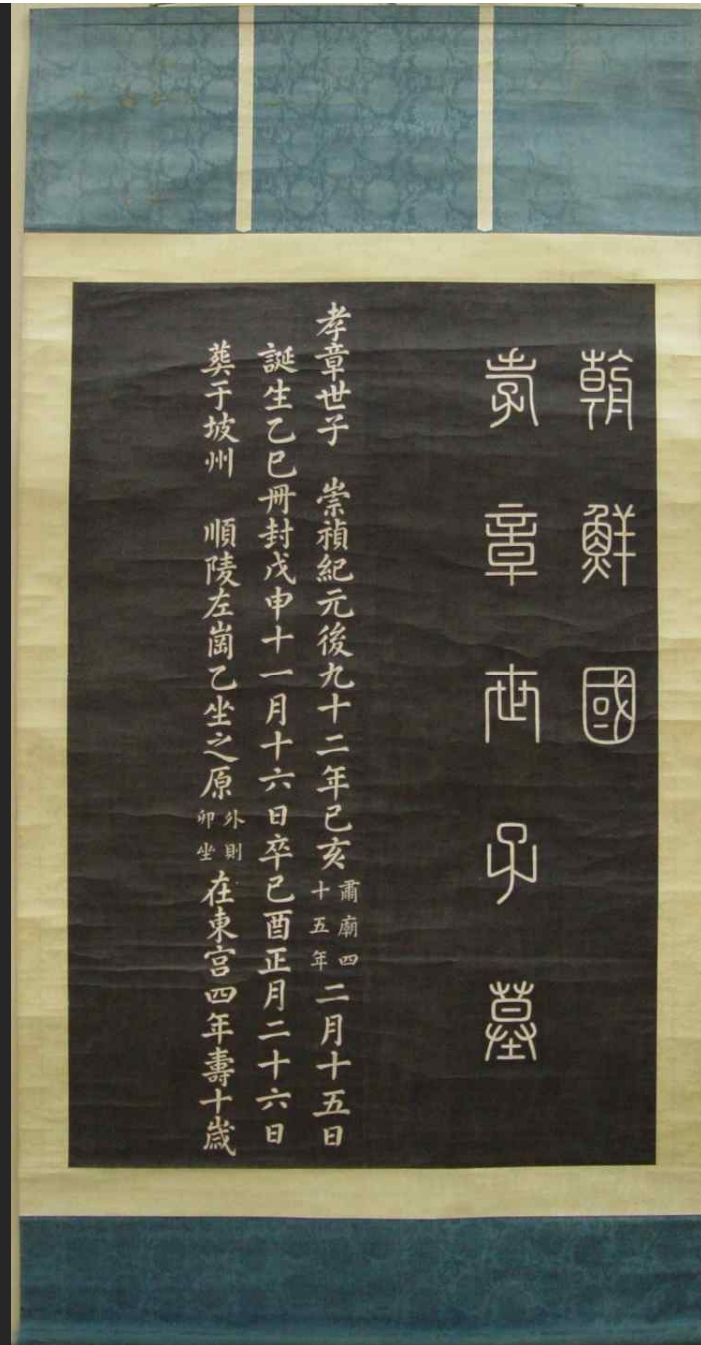 朝鮮國
孝章世子墓
孝章世子 崇禎紀元後九十二年己亥肅廟四十五年二月十五日
誕生乙巳冊封戊申十一月十六日卒己酉正月二十六日
葬于坡州 順陵左崗乙坐之原外則卯坐在東宮四年壽十歲